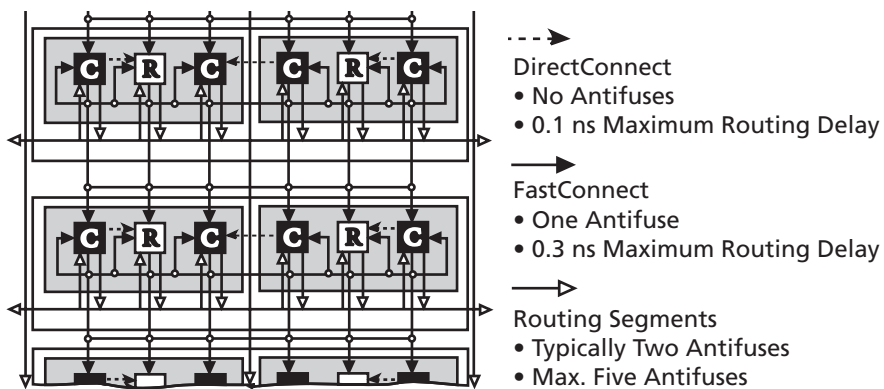 C R C C R C
C R C C R C
DirectConnect
• No Antifuses
• 0.1 ns Maximum Routing Delay
FastConnect
• One Antifuse
• 0.3 ns Maximum Routing Delay
Routing Segments
• Typically Two Antifuses
• Max. Five Antifuses